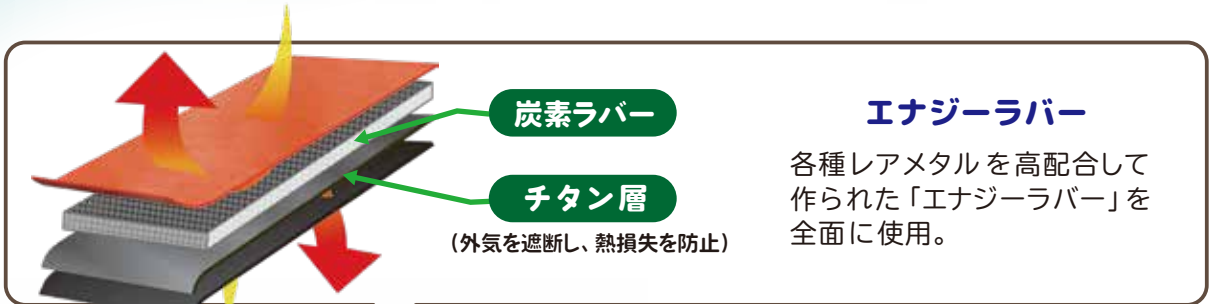 炭素ラバー
チタン層
（外気を遮断し、熱損失を防止）
エナジーラバー
各種レアメタルを高配合して
作られた「エナジーラバー」を
全面に使用。